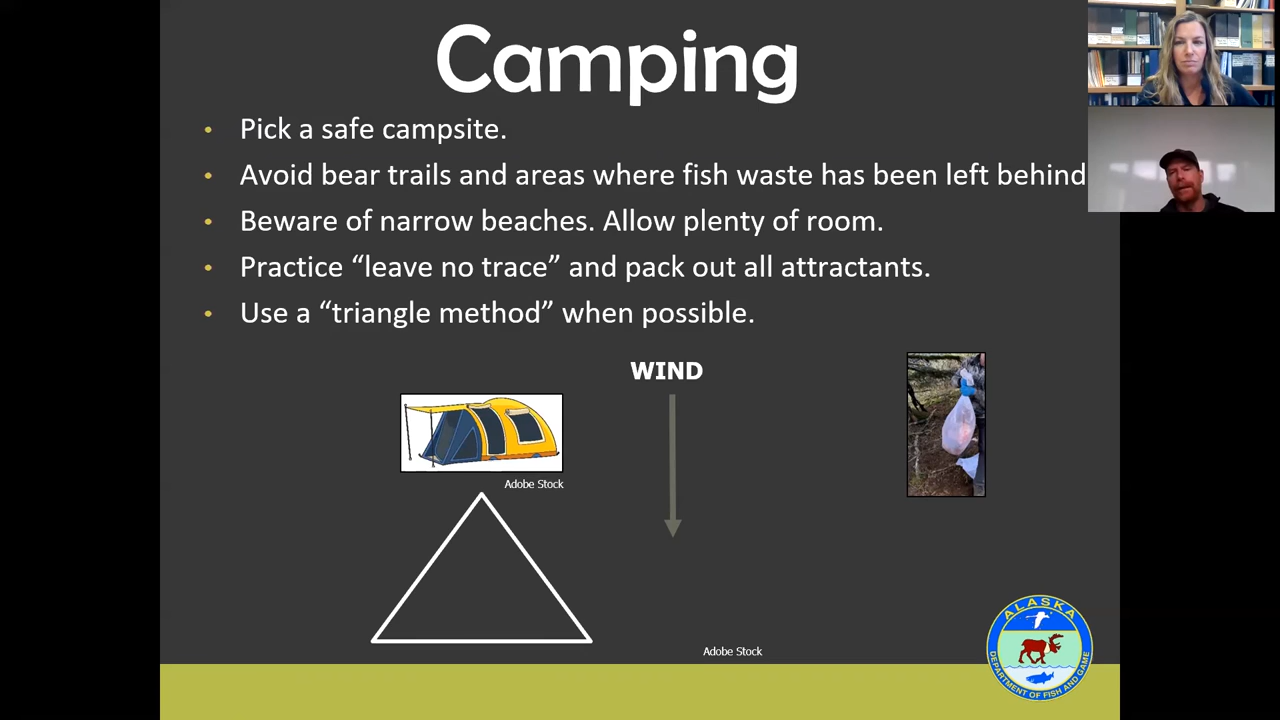 Camping
• Pick a safe campsite.
• Avoid bear trails and areas where fish waste has been left behind
• Beware of narrow beaches. Allow plenty of room.
• Practice “leave no trace” and pack out all attractants.
• Use a “triangle method” when possible.
WIND
Adobe Stock
Adobe Stock
ALASKA
DEPARTMENT OF FISH AND GAME